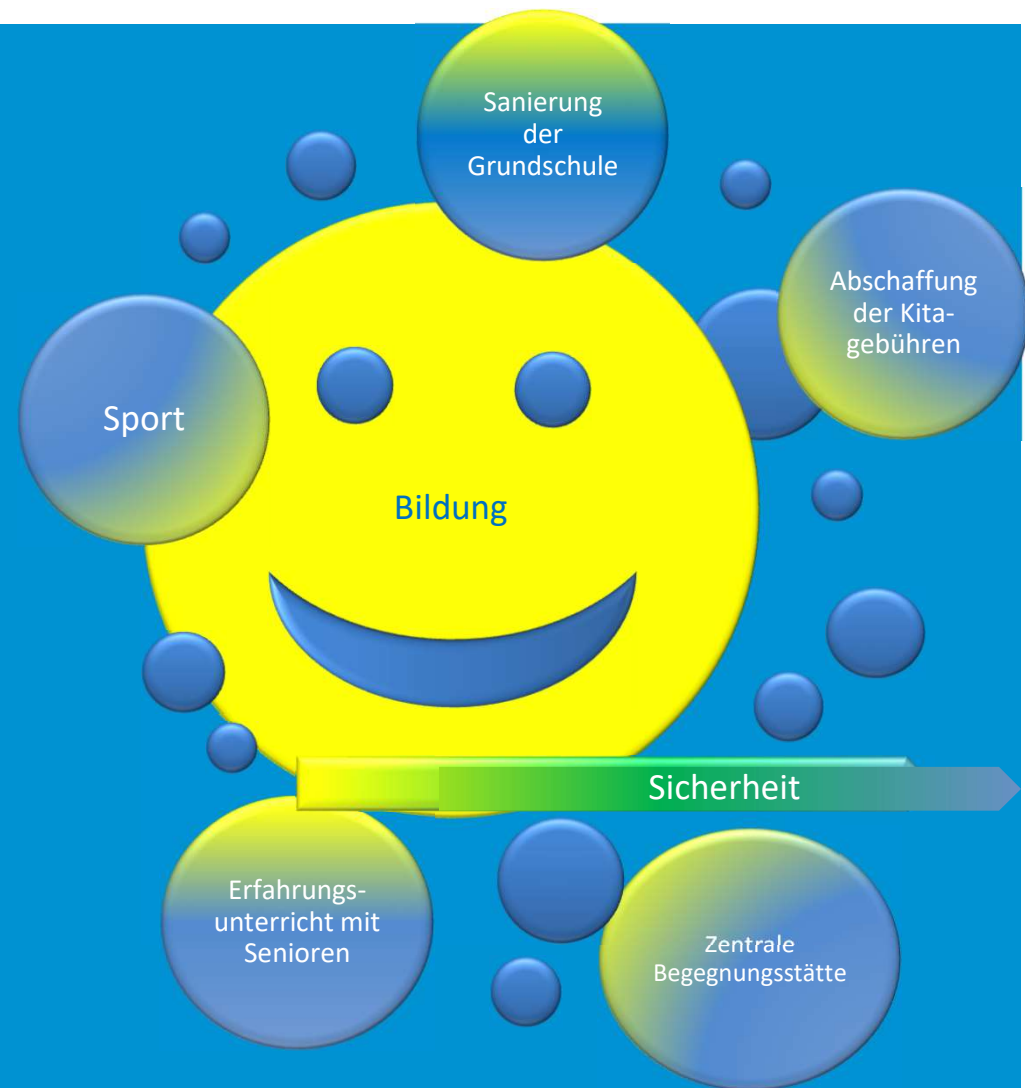 Sanierung
der
Grundschule
Abschaffung
der Kita-
gebühren
Sport
Bildung
Sicherheit
Erfahrungs-
unterricht mit
Senioren
Zentrale
Begegnungsstätte